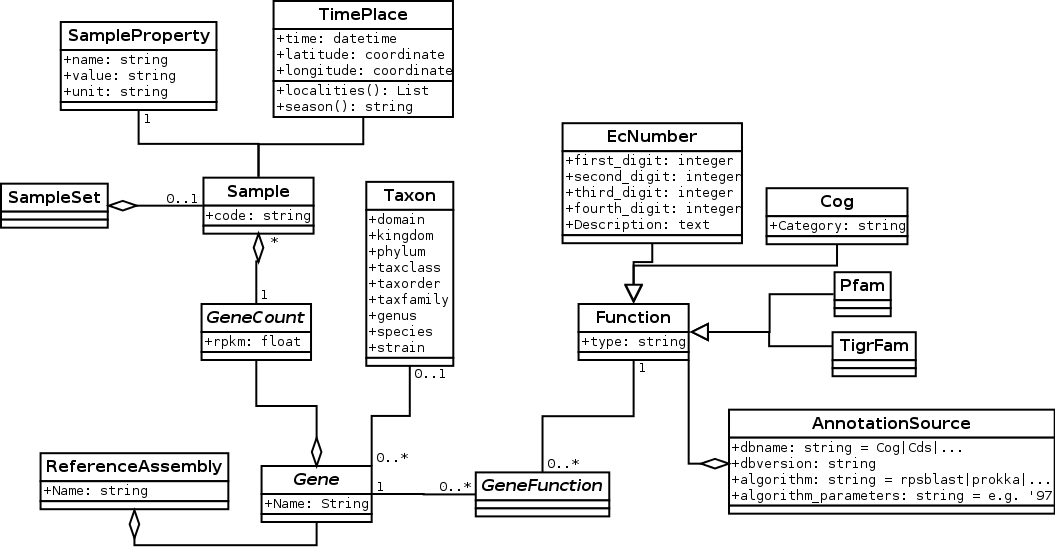 SampleProperty
+name: string
+value: string
+unit: string
1
TimePlace
+time: datetime
+latitude: coordinate
+longitude: coordinate
+localities(): List
+season(): string
SampleSet
0..1
Sample
+code: string
*
1
GeneCount
+rpkm: float
Taxon
+domain
+kingdom
+phylum
+taxclass
+taxorder
+taxfamily
+genus
+species
+strain
0..1
EcNumber
+first_digit: integer
+second_digit: integer
+third_digit: integer
+fourth_digit: integer
+Description: text
Cog
+Category: string
Pfam
Function
+type: string
1
TigrFam
ReferenceAssembly
+Name: string
Gene
+Name: String
0..*
1
0..*
0..*
GeneFunction
AnnotationSource
+dbname: string = Cog|Cds|...
+dbversion: string
+algorithm: string = rpsblast|prokka|...
+algorithm_parameters: string = e.g. '97